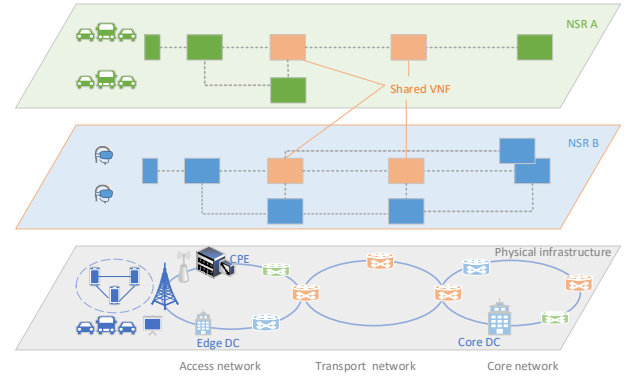 NSR A
Shared VNF
NSR B
Physical infrastructure
CPE
Edge DC
Core DC
Access network
Transport network
Core network